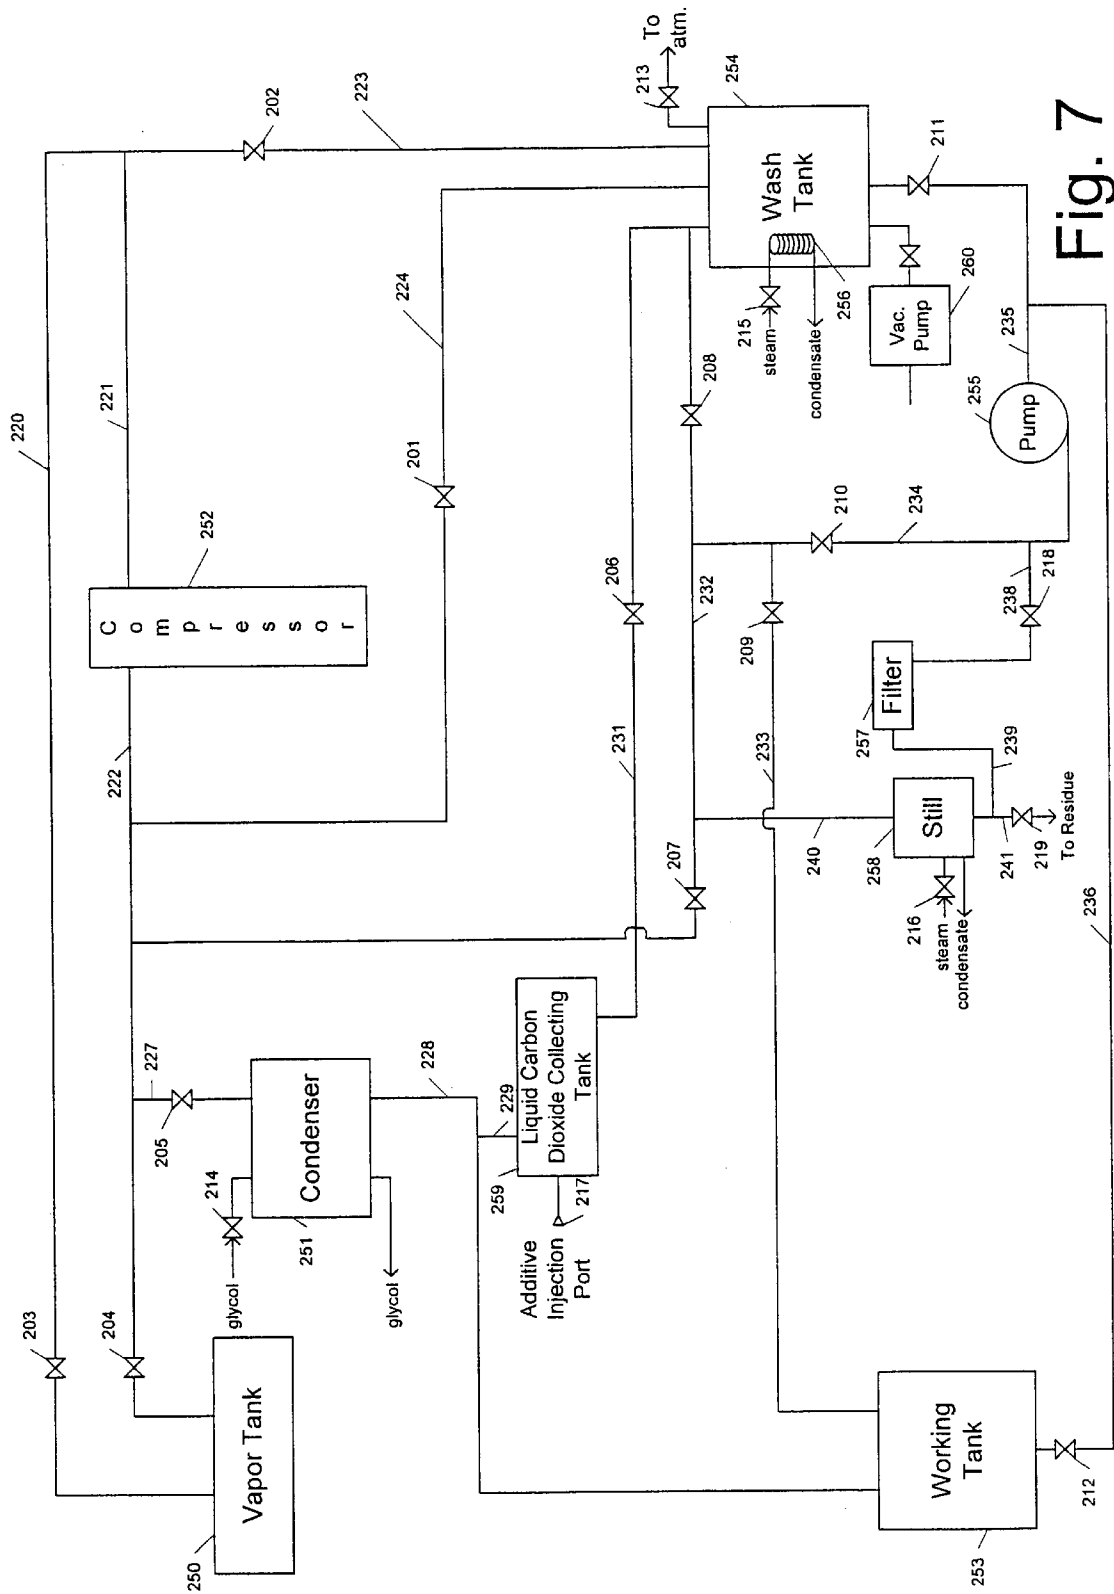 220
221
222
223
202
224
201
252
Compressor
203
204
227
205
214
glycol
glycol
Condenser
251
228
Vapor Tank
250
229
Liquid Carbon
Dioxide Collecting
Tank
259
217
Additive
Injection
Port
231
206
232
208
207
233
209
210
234
240
213
To
atm.
254
Wash
Tank
215
steam
condensate
256
Vac.
Pump
260
211
235
255
Pump
238
218
Filter
257
239
Still
258
241
219
To Residue
216
steam
condensate
236
Working
Tank
253
212
Fig. 7